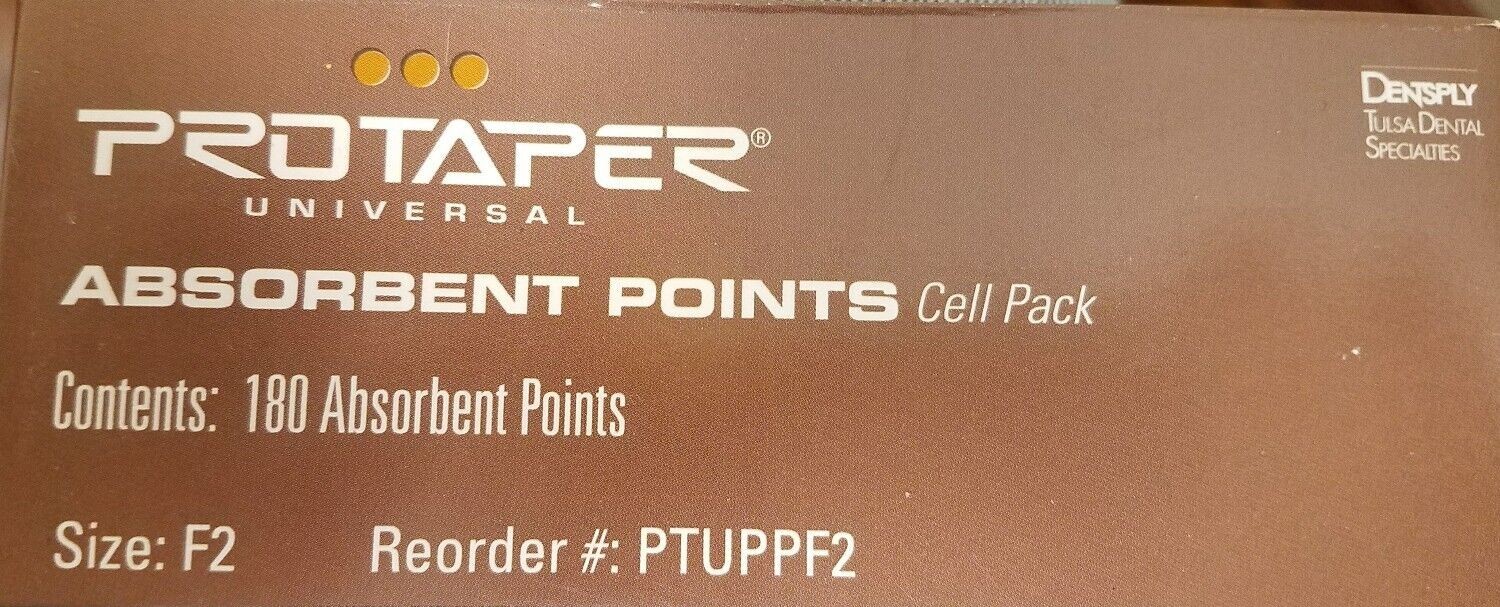 PROTAPER®
UNIVERSAL
DENTSPLY
TULSA DENTAL
SPECIALTIES
ABSORBENT POINTS Cell Pack
Contents: 180 Absorbent Points
Size: F2 Reorder #: PTUPPF2